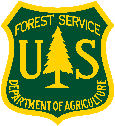 FOREST SERVICE
U S
DEPARTMENT OF AGRICULTURE